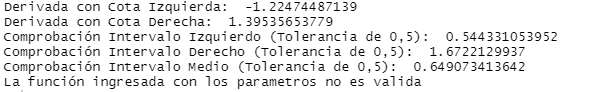 Derivada con Cota Izquierda:  -1.22474487139
Derivada con Cota Derecha:  1.39535653779
Comprobación Intervalo Izquierdo (Tolerancia de 0,5):  0.544331053952
Comprobación Intervalo Derecho (Tolerancia de 0,5):  1.6722129937
Comprobación Intervalo Medio (Tolerancia de 0,5):  0.649073413642
La función ingresada con los parametros no es valida